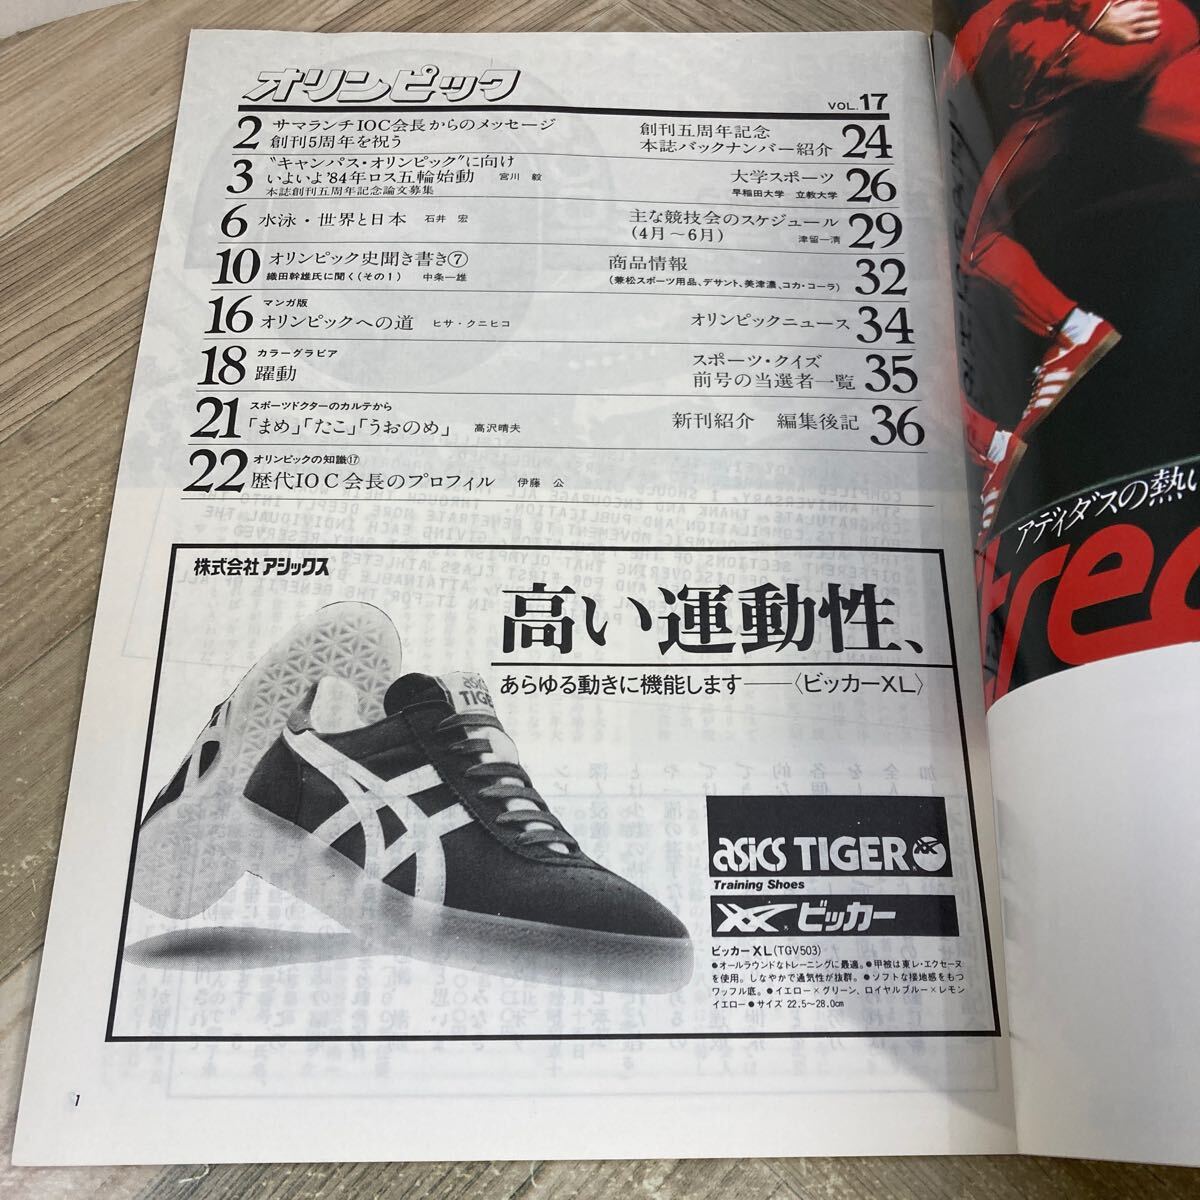 オリンピック
VOL.17
2 サマランチIOC会長からのメッセージ
創刊5周年を祝う
3 “キャンパス・オリンピック”に向け
いよいよ'84年ロス五輪始動 宮川 毅
本誌創刊五周年記念論文募集
6 水泳・世界と日本 石井 宏
10 オリンピック史聞き書き⑦
織田幹雄氏に聞く(その1) 中条一雄
マンガ版
16 オリンピックへの道 ヒサ・クニヒコ
カラーグラビア
18 躍動
スポーツドクターのカルテから
21 「まめ」「たこ」「うおのめ」 高沢晴夫
オリンピックの知識⑰
22 歴代IOC会長のプロフィル 伊藤 公
創刊五周年記念
本誌バックナンバー紹介 24
大学スポーツ 26
早稲田大学 立教大学
主な競技会のスケジュール 29
(4月〜6月) 津留一清
商品情報 32
(兼松スポーツ用品、デサント、美津濃、コカ・コーラ)
オリンピックニュース 34
スポーツ・クイズ
前号の当選者一覧 35
新刊紹介 編集後記 36
株式会社アシックス
高い運動性、
あらゆる動きに機能します――〈ビッカーXL〉
asics
TIGER
asics TIGER
Training Shoes
ビッカー
ビッカーXL(TGV503)
●オールラウンドなトレーニングに最適。●甲被は東レ・エクセーヌ
を使用。しなやかで通気性が抜群。●ソフトな接地感をもつ
ワッフル底。●イエロー×グリーン、ロイヤルブルー×レモン
イエロー●サイズ 22.5〜28.0cm
1
アディダスの熱い